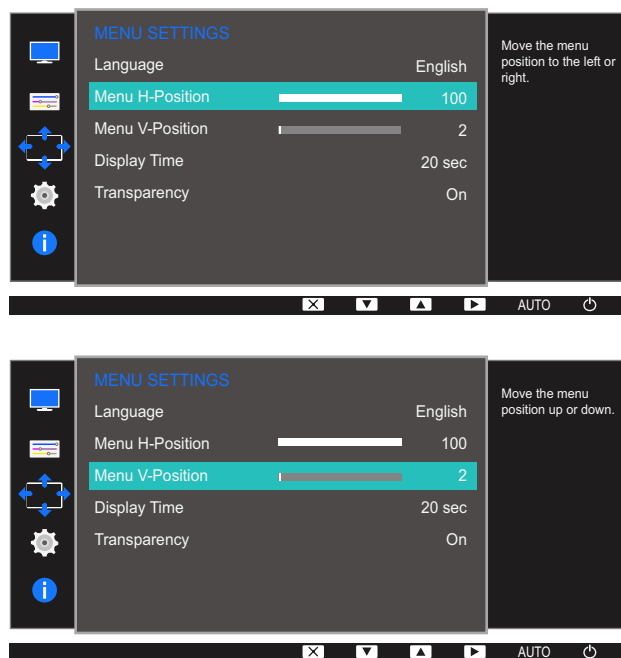 MENU SETTINGS
Language English
Menu H-Position 100
Menu V-Position 2
Display Time 20 sec
Transparency On
Move the menu
position to the left or
right.
AUTO
MENU SETTINGS
Language English
Menu H-Position 100
Menu V-Position 2
Display Time 20 sec
Transparency On
Move the menu
position up or down.
AUTO